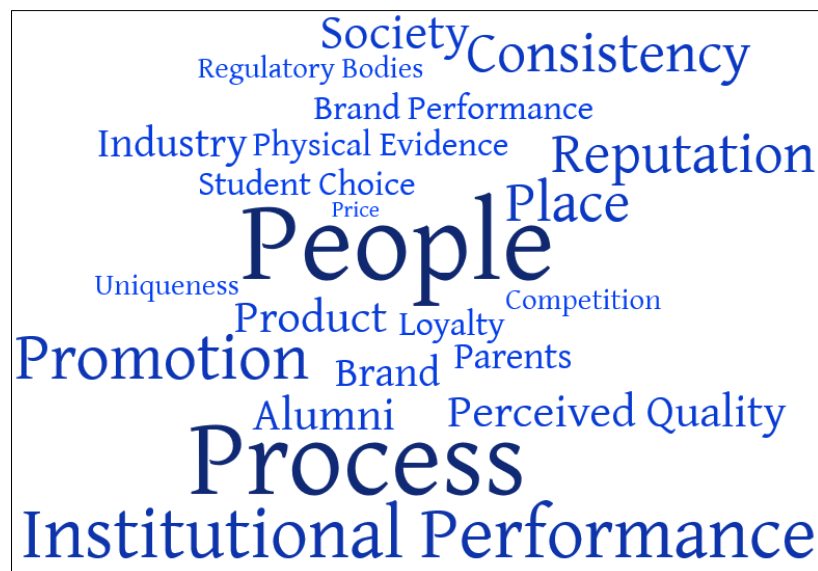 Society
Consistency
Regulatory Bodies
Brand Performance
Industry
Physical Evidence
Reputation
Student Choice
Place
Price
People
Uniqueness
Competition
Product
Loyalty
Promotion
Parents
Brand
Alumni
Perceived Quality
Process
Institutional Performance